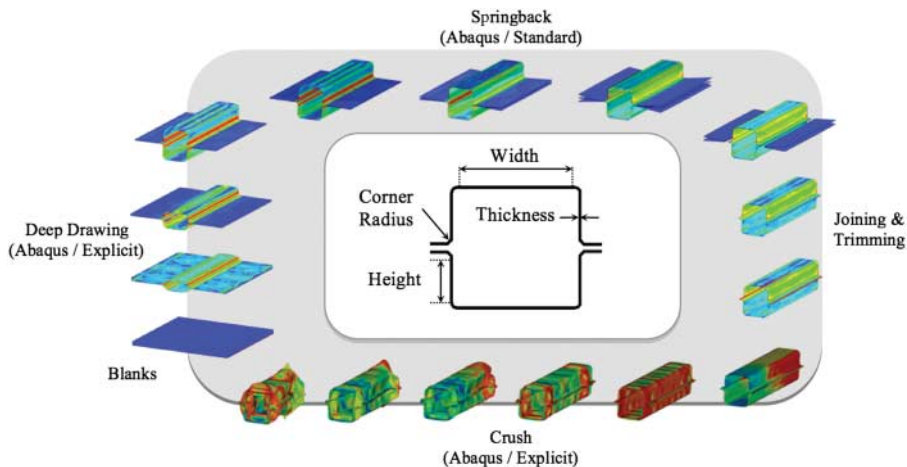 Springback
(Abaqus / Standard)
Width
Corner
Radius
Thickness
Height
Deep Drawing
(Abaqus / Explicit)
Joining &
Trimming
Blanks
Crush
(Abaqus / Explicit)